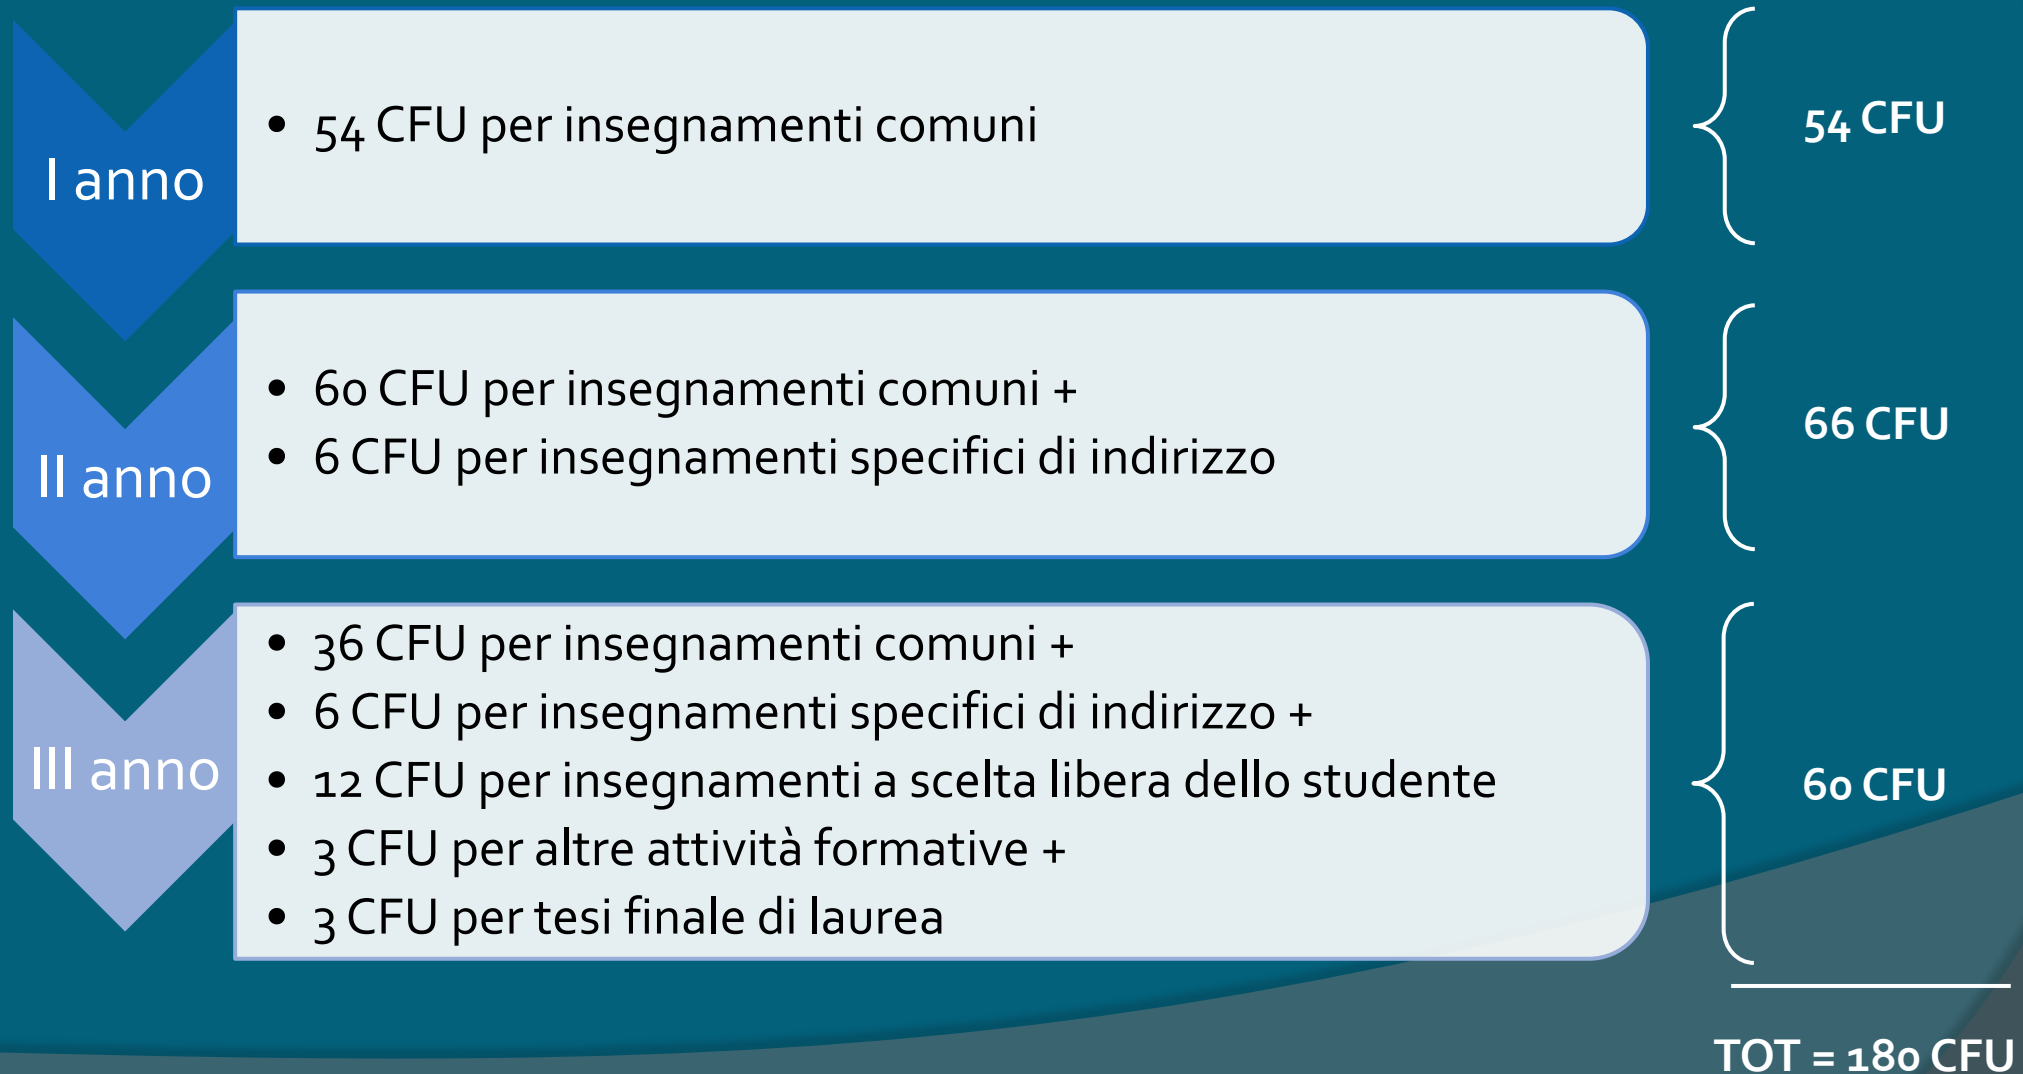 I anno
• 54 CFU per insegnamenti comuni
54 CFU
II anno
• 60 CFU per insegnamenti comuni +
• 6 CFU per insegnamenti specifici di indirizzo
66 CFU
III anno
• 36 CFU per insegnamenti comuni +
• 6 CFU per insegnamenti specifici di indirizzo +
• 12 CFU per insegnamenti a scelta libera dello studente
• 3 CFU per altre attività formative +
• 3 CFU per tesi finale di laurea
60 CFU
TOT = 180 CFU